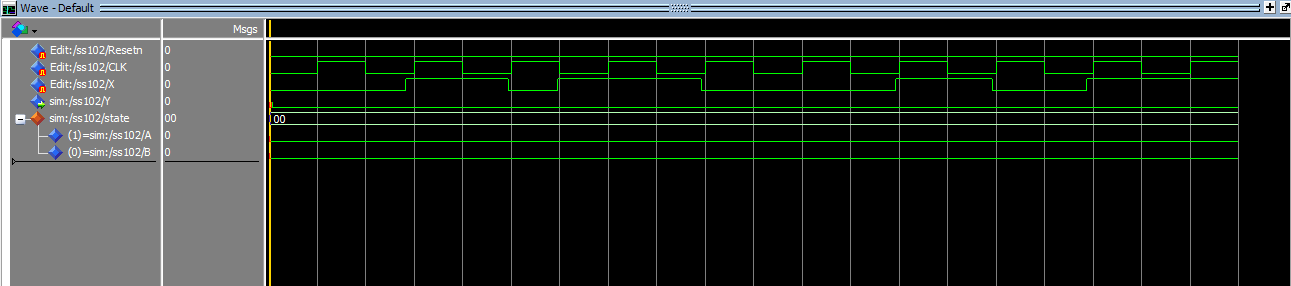 Wave - Default
Msgs
Edit:/ss102/Resetn 0
Edit:/ss102/CLK 0
Edit:/ss102/X 0
sim:/ss102/Y 0
sim:/ss102/state 00 00
(1)=sim:/ss102/A 0
(0)=sim:/ss102/B 0